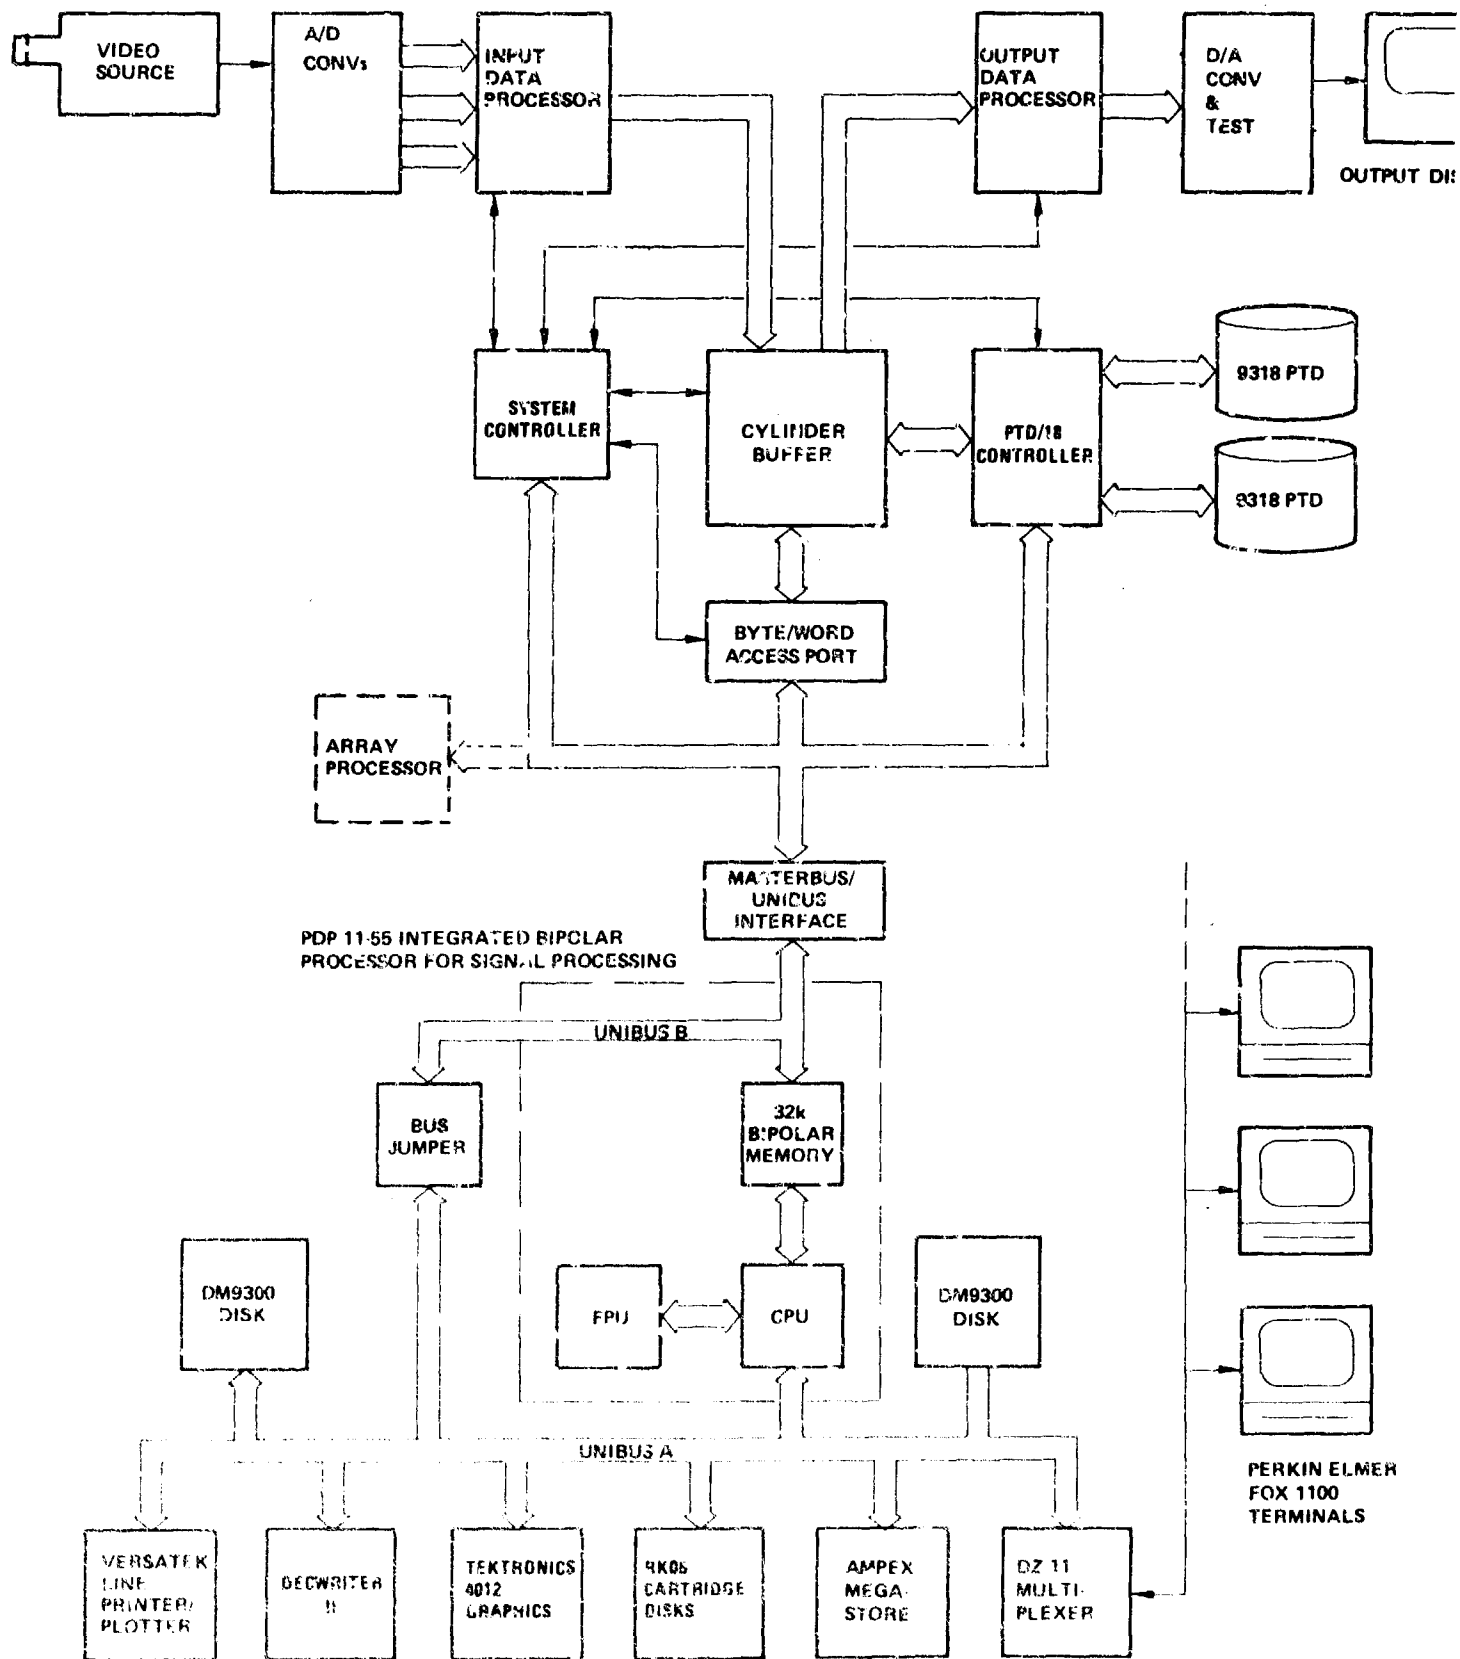 VIDEO
SOURCE
A/D
CONVs
INPUT
DATA
PROCESSOR
OUTPUT
DATA
PROCESSOR
D/A
CONV
&
TEST
OUTPUT DIS
SYSTEM
CONTROLLER
CYLINDER
BUFFER
PTD/18
CONTROLLER
9318 PTD
9318 PTD
BYTE/WORD
ACCESS PORT
ARRAY
PROCESSOR
MASTERBUS/
UNIBUS
INTERFACE
PDP 11-55 INTEGRATED BIPOLAR
PROCESSOR FOR SIGNAL PROCESSING
UNIBUS B
BUS
JUMPER
32k
BIPOLAR
MEMORY
DM9300
DISK
FPU
CPU
DM9300
DISK
UNIBUS A
PERKIN ELMER
FOX 1100
TERMINALS
VERSATEK
LINE
PRINTER/
PLOTTER
DECWRITER
II
TEKTRONICS
4012
GRAPHICS
RK05
CARTRIDGE
DISKS
AMPEX
MEGA-
STORE
DZ 11
MULTI-
PLEXER